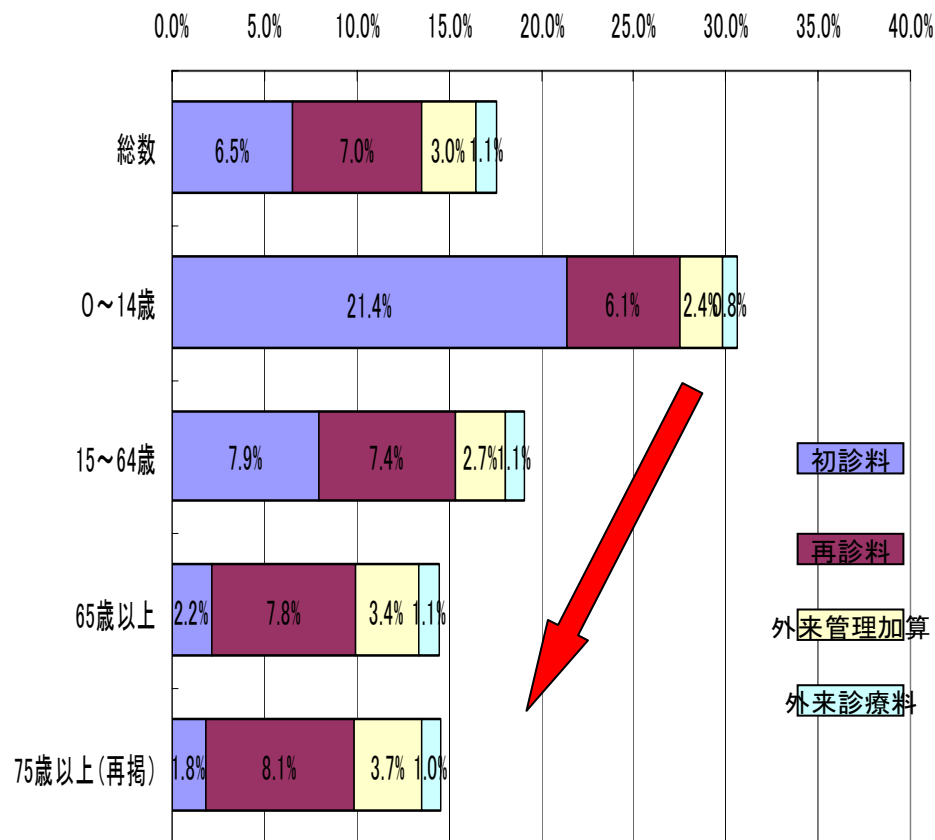 0.0% 5.0% 10.0% 15.0% 20.0% 25.0% 30.0% 35.0% 40.0%
総数 6.5% 7.0% 3.0% 1.1%
0～14歳 21.4% 6.1% 2.4% 0.8%
15～64歳 7.9% 7.4% 2.7% 1.1%
65歳以上 2.2% 7.8% 3.4% 1.1%
75歳以上(再掲) 1.8% 8.1% 3.7% 1.0%
初診料
再診料
外来管理加算
外来診療料